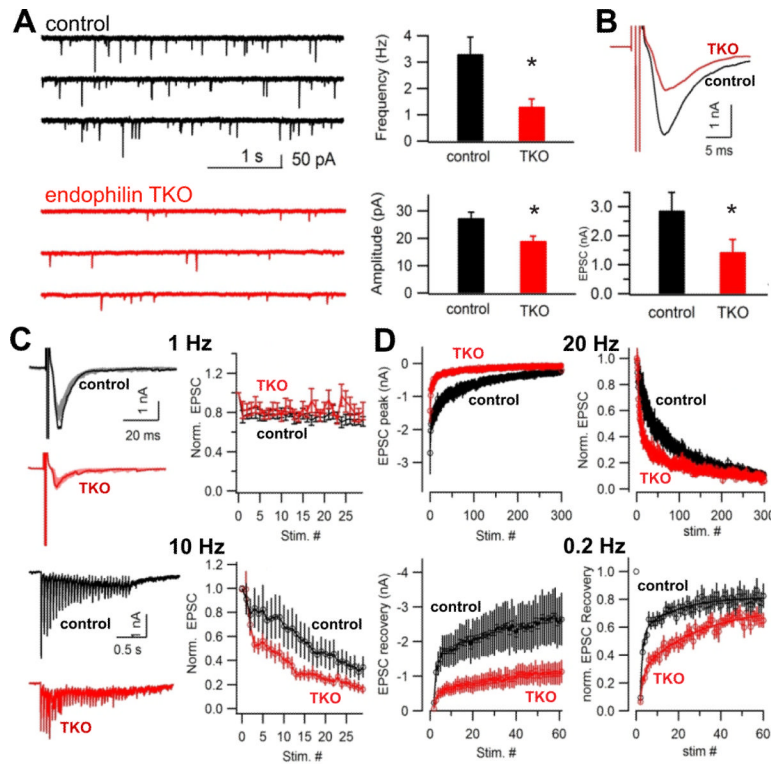 A
control
1 s
50 pA
endophilin TKO
Frequency (Hz)
4
3
2
1
0
control
TKO
*
Amplitude (pA)
30
20
10
0
control
TKO
*
B
TKO
control
1 nA
5 ms
EPSC (nA)
3.0
2.0
1.0
0.0
control
TKO
*
C
1 Hz
control
1 nA
20 ms
TKO
Norm. EPSC
1.2
0.8
0.4
0.0
TKO
control
0 5 10 15 20 25
Stim. #
10 Hz
control
1 nA
0.5 s
TKO
Norm. EPSC
1.2
1.0
0.8
0.6
0.4
0.2
0.0
control
TKO
0 5 10 15 20 25
Stim. #
D
20 Hz
EPSC peak (nA)
0
-1
-2
-3
TKO
control
0 100 200 300
Stim. #
Norm. EPSC
1.0
0.8
0.6
0.4
0.2
0.0
control
TKO
0 100 200 300
stim. #
0.2 Hz
EPSC recovery (nA)
-4
-3
-2
-1
-0
control
TKO
0 20 40 60
Stim. #
norm. EPSC Recovery
1.0
0.8
0.6
0.4
0.2
0.0
control
TKO
0 20 40 60
stim #